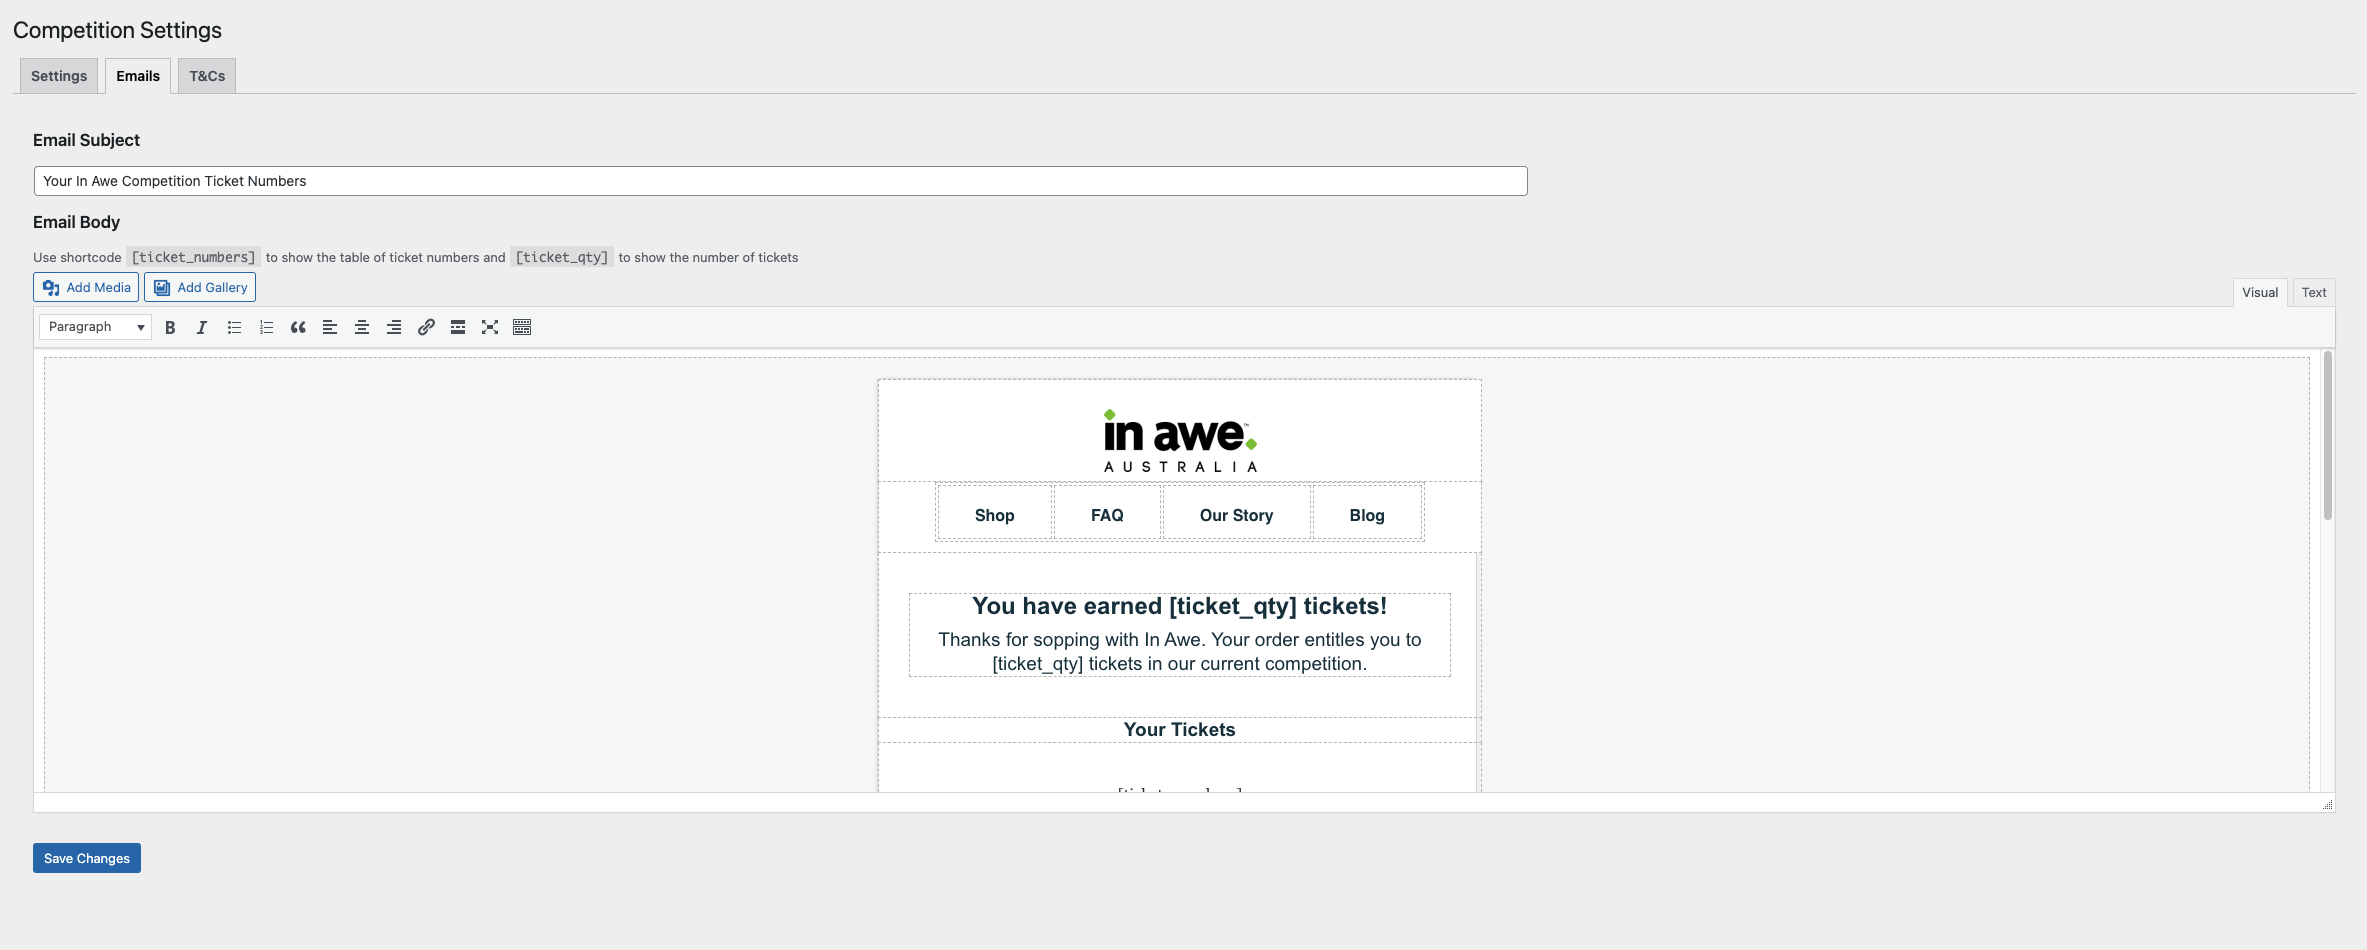 Competition Settings
Settings Emails T&Cs
Email Subject
Your In Awe Competition Ticket Numbers
Email Body
Use shortcode [ticket_numbers] to show the table of ticket numbers and [ticket_qty] to show the number of tickets
Add Media Add Gallery
Visual Text
Paragraph
in awe.™
AUSTRALIA
Shop FAQ Our Story Blog
You have earned [ticket_qty] tickets!
Thanks for sopping with In Awe. Your order entitles you to
[ticket_qty] tickets in our current competition.
Your Tickets
Save Changes